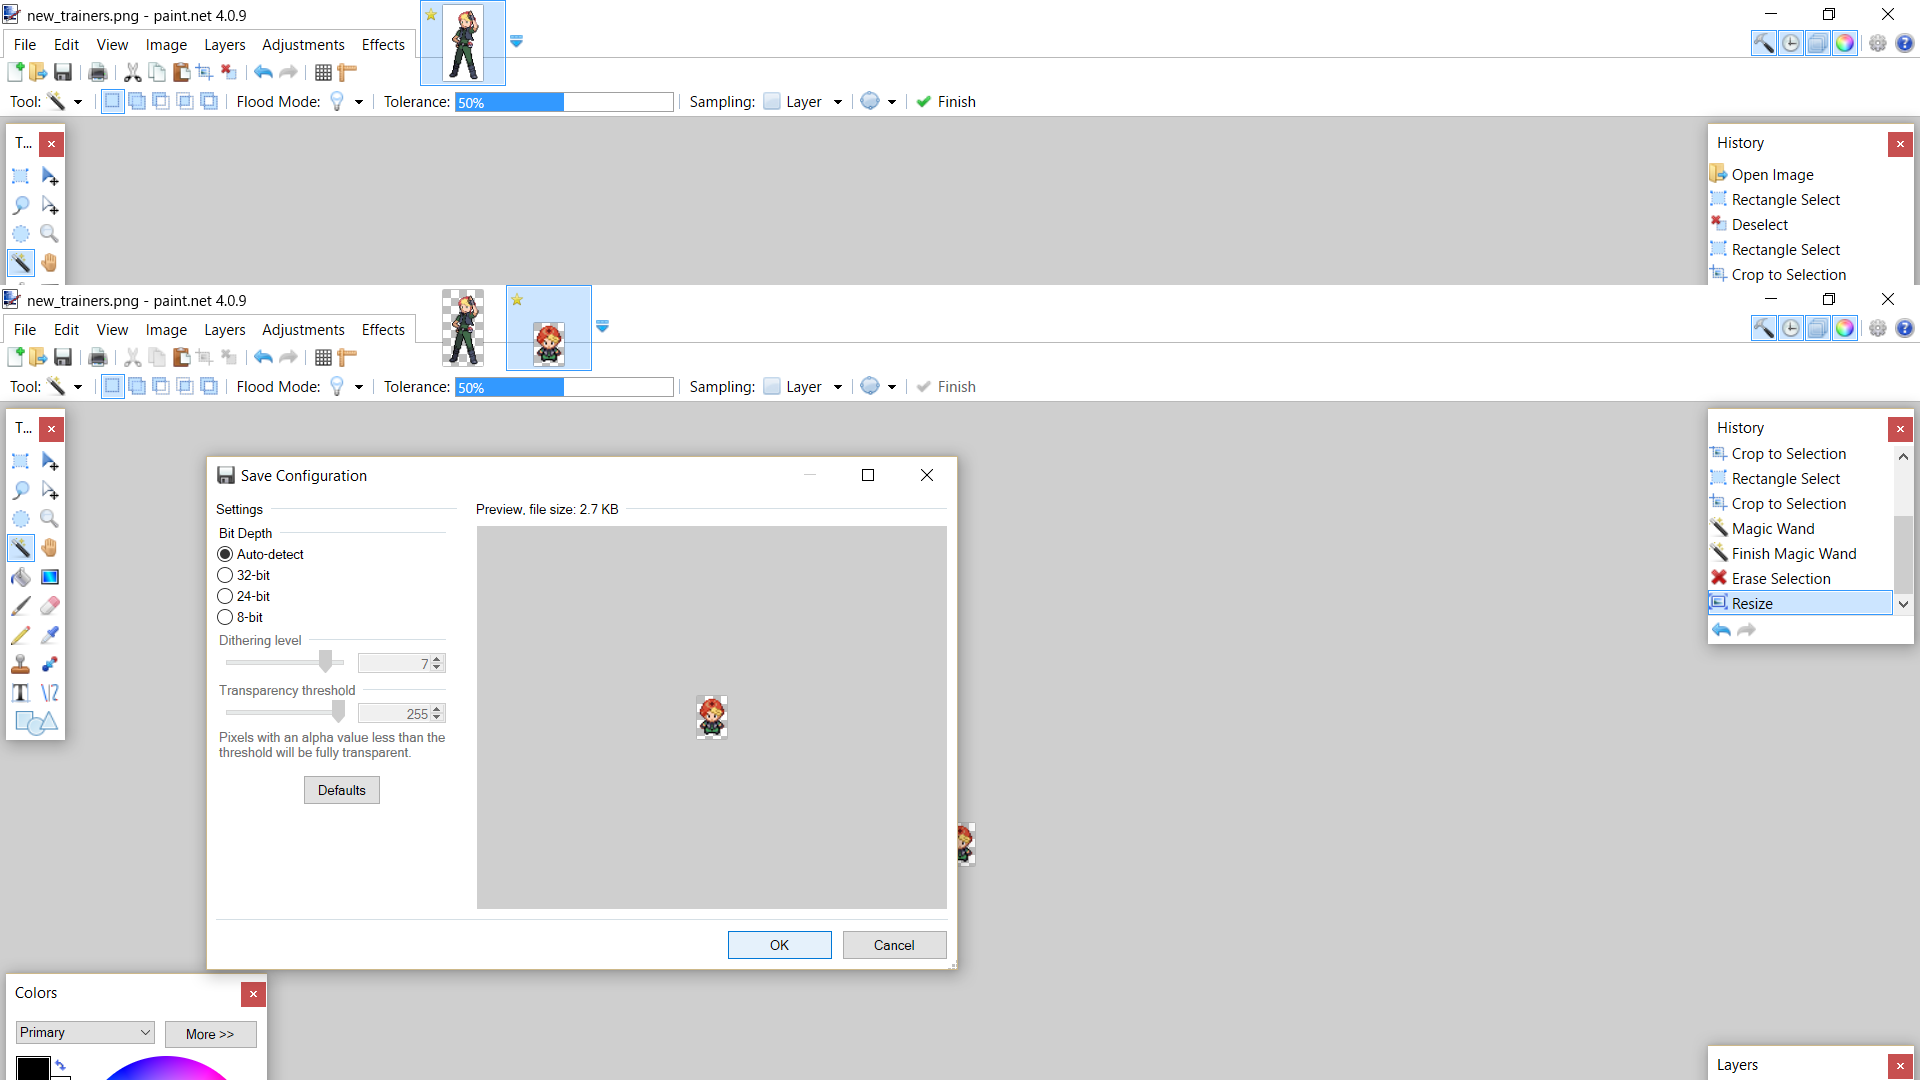 new_trainers.png - paint.net 4.0.9
File Edit View Image Layers Adjustments Effects
Tool: Flood Mode: Tolerance: 50% Sampling: Layer Finish
T...
History
Open Image
Rectangle Select
Deselect
Rectangle Select
Crop to Selection
new_trainers.png - paint.net 4.0.9
File Edit View Image Layers Adjustments Effects
Tool: Flood Mode: Tolerance: 50% Sampling: Layer Finish
T...
History
Crop to Selection
Rectangle Select
Crop to Selection
Magic Wand
Finish Magic Wand
Erase Selection
Resize
Save Configuration
Settings
Bit Depth
Auto-detect
32-bit
24-bit
8-bit
Dithering level
7
Transparency threshold
255
Pixels with an alpha value less than the
threshold will be fully transparent.
Defaults
Preview, file size: 2.7 KB
OK Cancel
Colors
Primary More >>
Layers